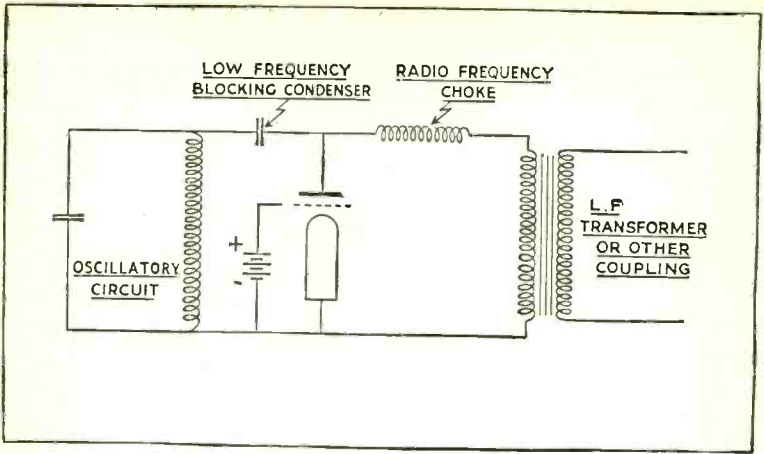 LOW FREQUENCY
BLOCKING CONDENSER
RADIO FREQUENCY
CHOKE
+
-
OSCILLATORY
CIRCUIT
L.F
TRANSFORMER
OR OTHER
COUPLING